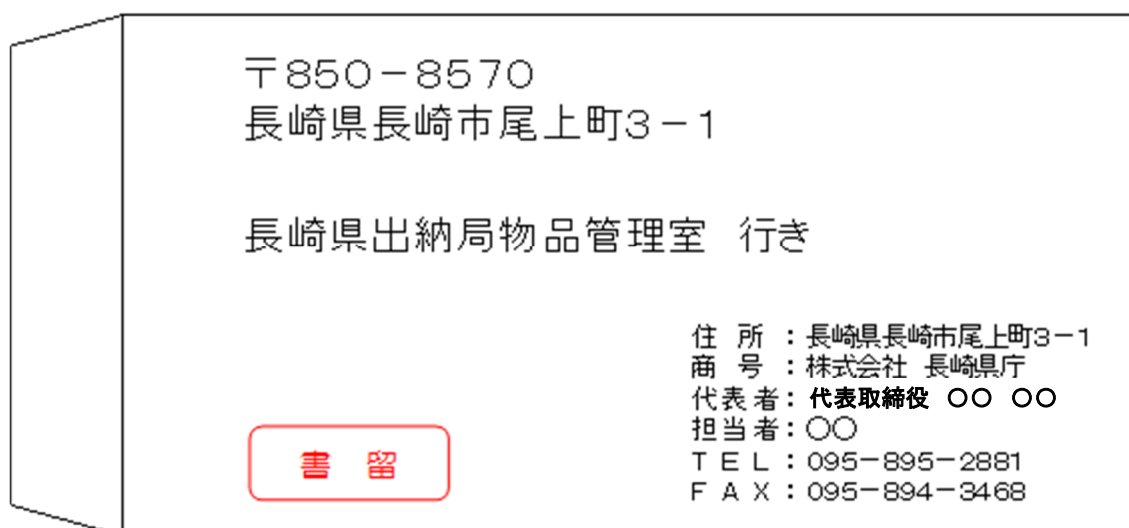 〒850-8570
長崎県長崎市尾上町3-1
長崎県出納局物品管理室 行き
住 所 :長崎県長崎市尾上町3-1
商 号 :株式会社 長崎県庁
代表者:代表取締役 ○○ ○○
担当者:○○
TEL:095-895-2881
FAX:095-894-3468
書 留